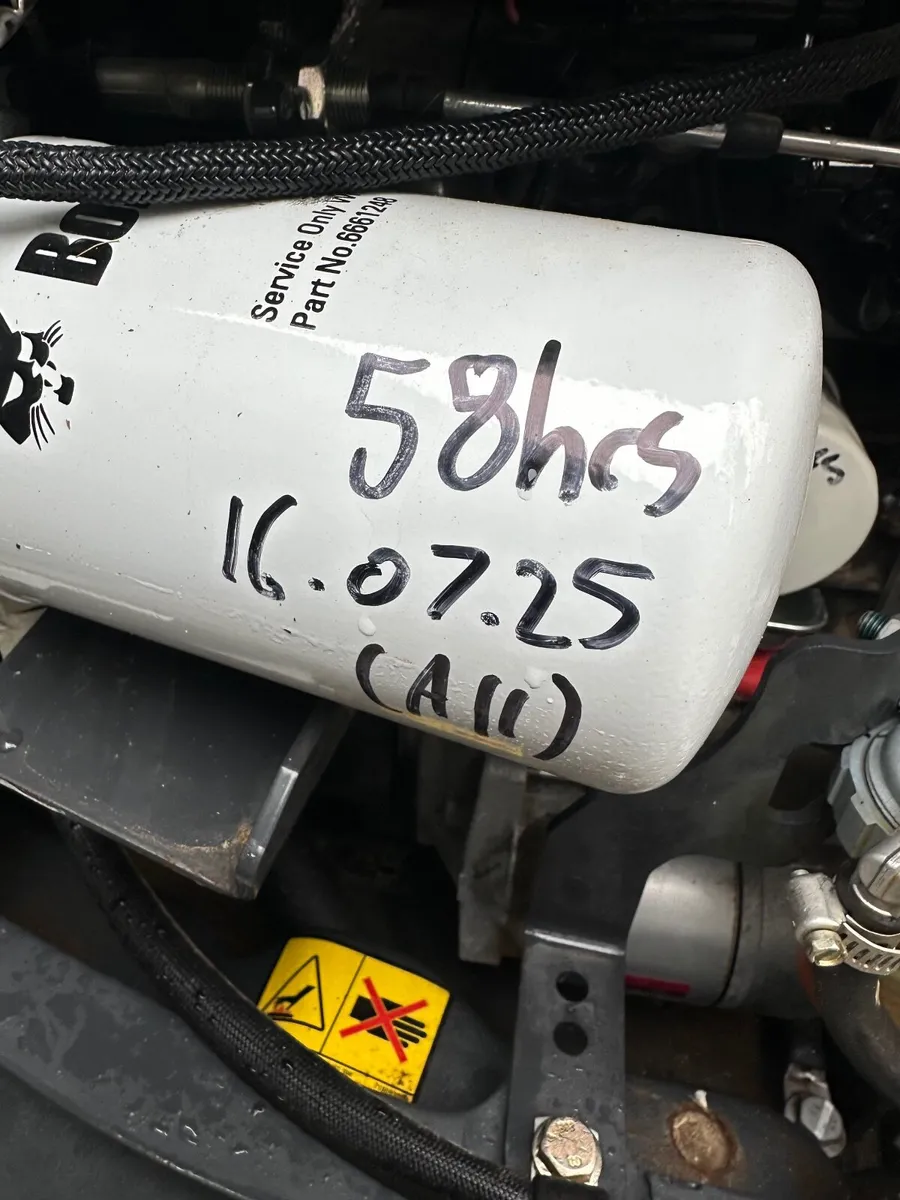 Bo
Service Only W
Part No.6661248
58hrs
16.07.25
(All)